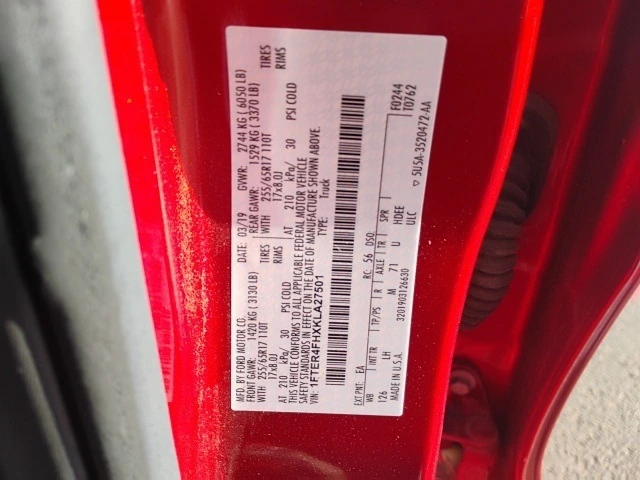 MFD. BY FORD MOTOR CO.
DATE: 03/19 GVWR: 2744 KG ( 6050 LB)
FRONT GAWR: 1420 KG ( 3130 LB) REAR GAWR: 1529 KG ( 3370 LB)
WITH 255/65R17 110T TIRES WITH 255/65R17 110T TIRES
17x8.0J RIMS 17x8.0J RIMS
AT 210 kPa/ 30 PSI COLD AT 210 kPa/ 30 PSI COLD
THIS VEHICLE CONFORMS TO ALL APPLICABLE FEDERAL MOTOR VEHICLE
SAFETY STANDARDS IN EFFECT ON THE DATE OF MANUFACTURE SHOWN ABOVE.
VIN: 1FTER4FHXKLA27501 TYPE: Truck
F0244
T0762
EXT PNT: EA RC: 56 DSO:
WB INT TR TP/PS R AXLE TR SPR
126 LH M 71 U HDEE
ULC
MADE IN U.S.A. 3201903126630 5U5A-3520472-AA